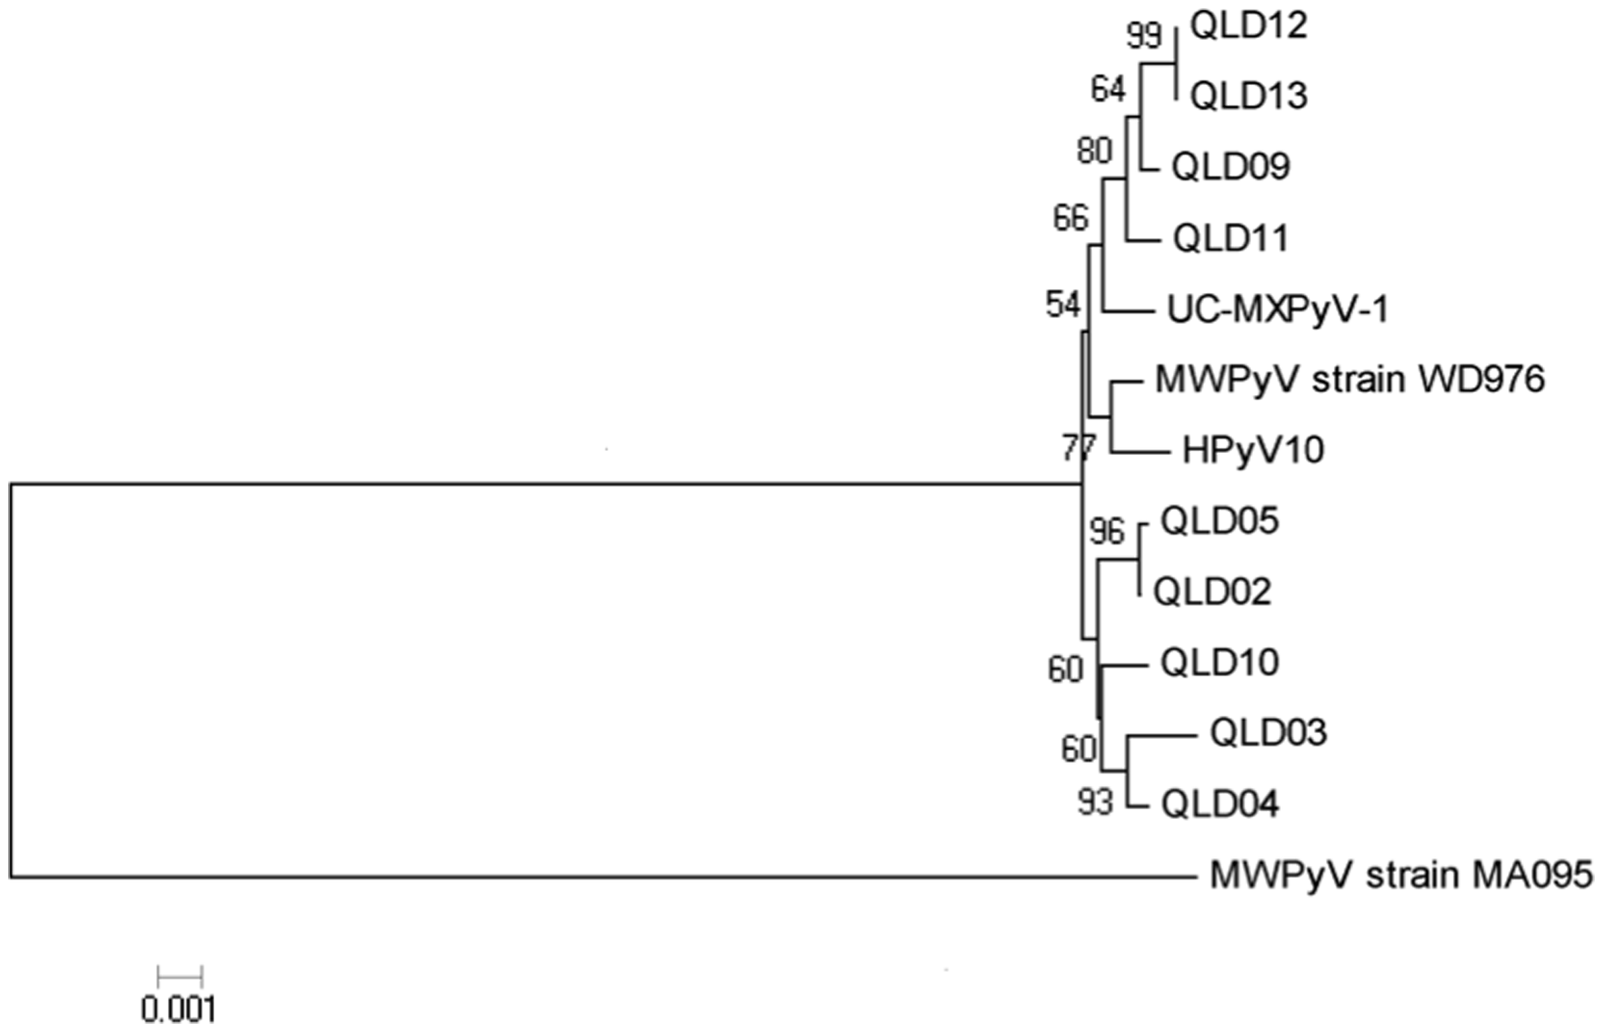 99 QLD12
64 QLD13
80 QLD09
66 QLD11
54 UC-MXPyV-1
MWPyV strain WD976
77 HPyV10
96 QLD05
QLD02
60 QLD10
60 QLD03
93 QLD04
MWPyV strain MA095
0.001